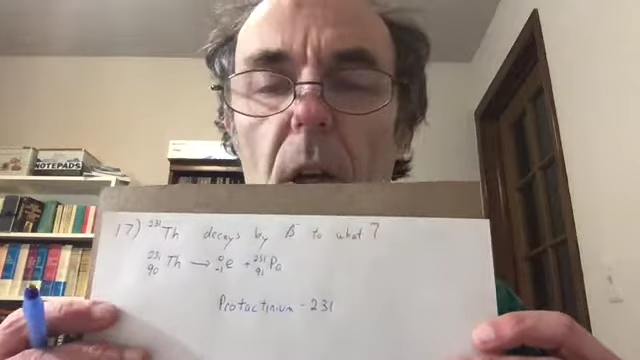 NOTEPADS
17) ²³¹Th decays by β⁻ to what?
²³¹₉₀Th → ⁰₋₁e + ²³¹₉₁Pa
Protactinium-231